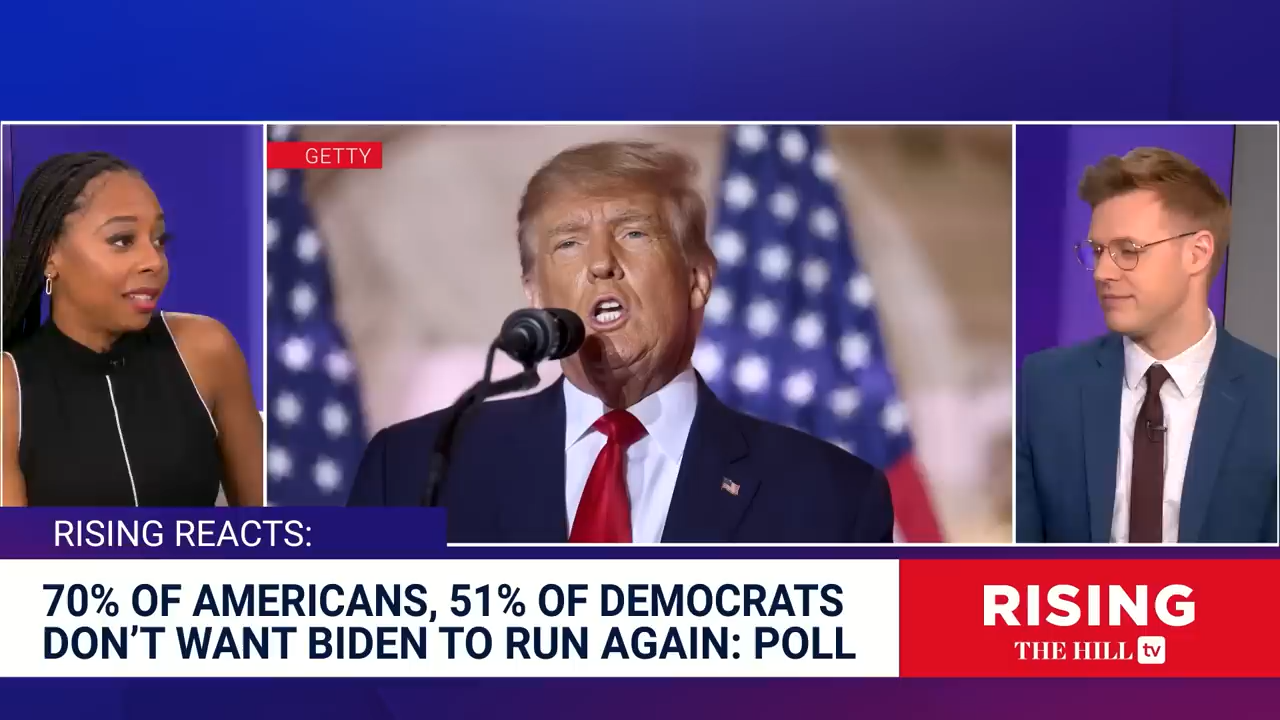 GETTY
RISING REACTS:
70% OF AMERICANS, 51% OF DEMOCRATS
DON'T WANT BIDEN TO RUN AGAIN: POLL
RISING
THE HILL tv